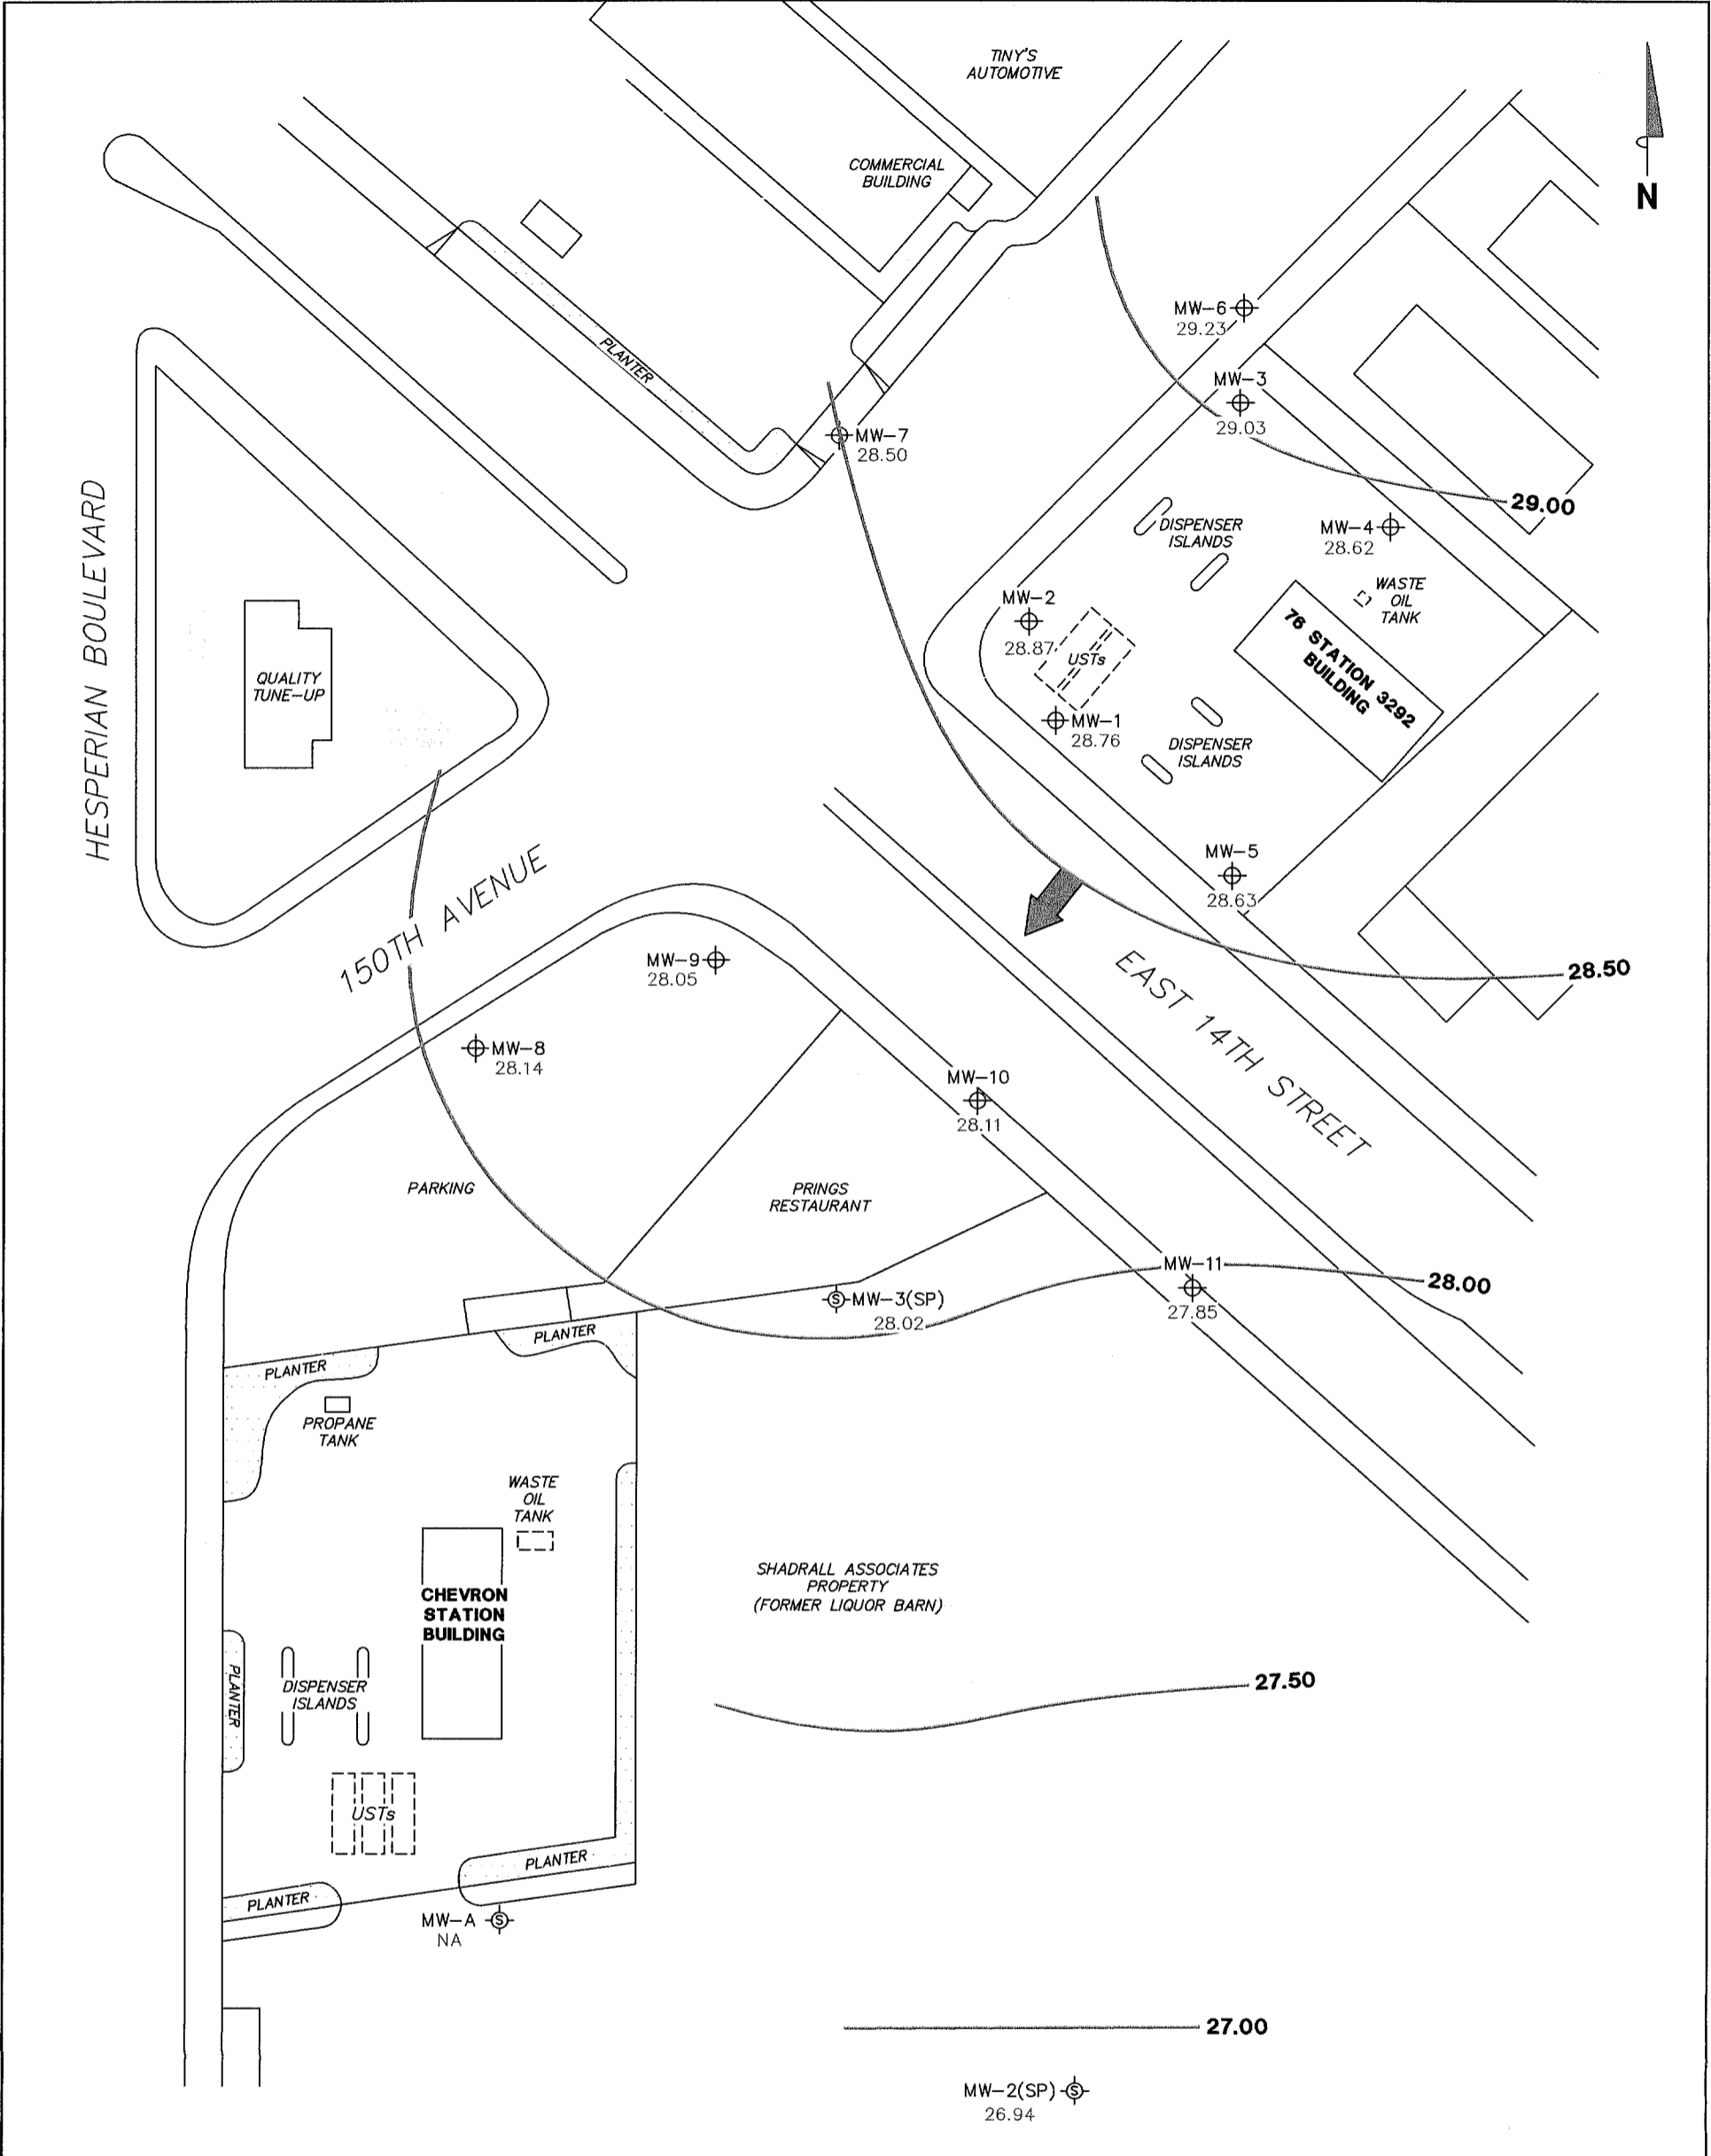 TINY'S
AUTOMOTIVE
COMMERCIAL
BUILDING
N
MW-6
29.23
PLANTER
MW-3
29.03
MW-7
28.50
29.00
HESPERIAN BOULEVARD
DISPENSER
ISLANDS
MW-4
28.62
WASTE
OIL
TANK
MW-2
28.87
USTs
76 STATION 3292
BUILDING
QUALITY
TUNE-UP
MW-1
28.76
DISPENSER
ISLANDS
MW-5
28.63
150TH AVENUE
MW-9
28.05
28.50
EAST 14TH STREET
MW-8
28.14
MW-10
28.11
PARKING
PRINGS
RESTAURANT
MW-11
27.85
28.00
MW-3(SP)
28.02
S
PLANTER
PLANTER
PROPANE
TANK
WASTE
OIL
TANK
SHADRALL ASSOCIATES
PROPERTY
(FORMER LIQUOR BARN)
CHEVRON
STATION
BUILDING
PLANTER
DISPENSER
ISLANDS
27.50
USTs
PLANTER
PLANTER
MW-A
S
NA
27.00
MW-2(SP)
S
26.94